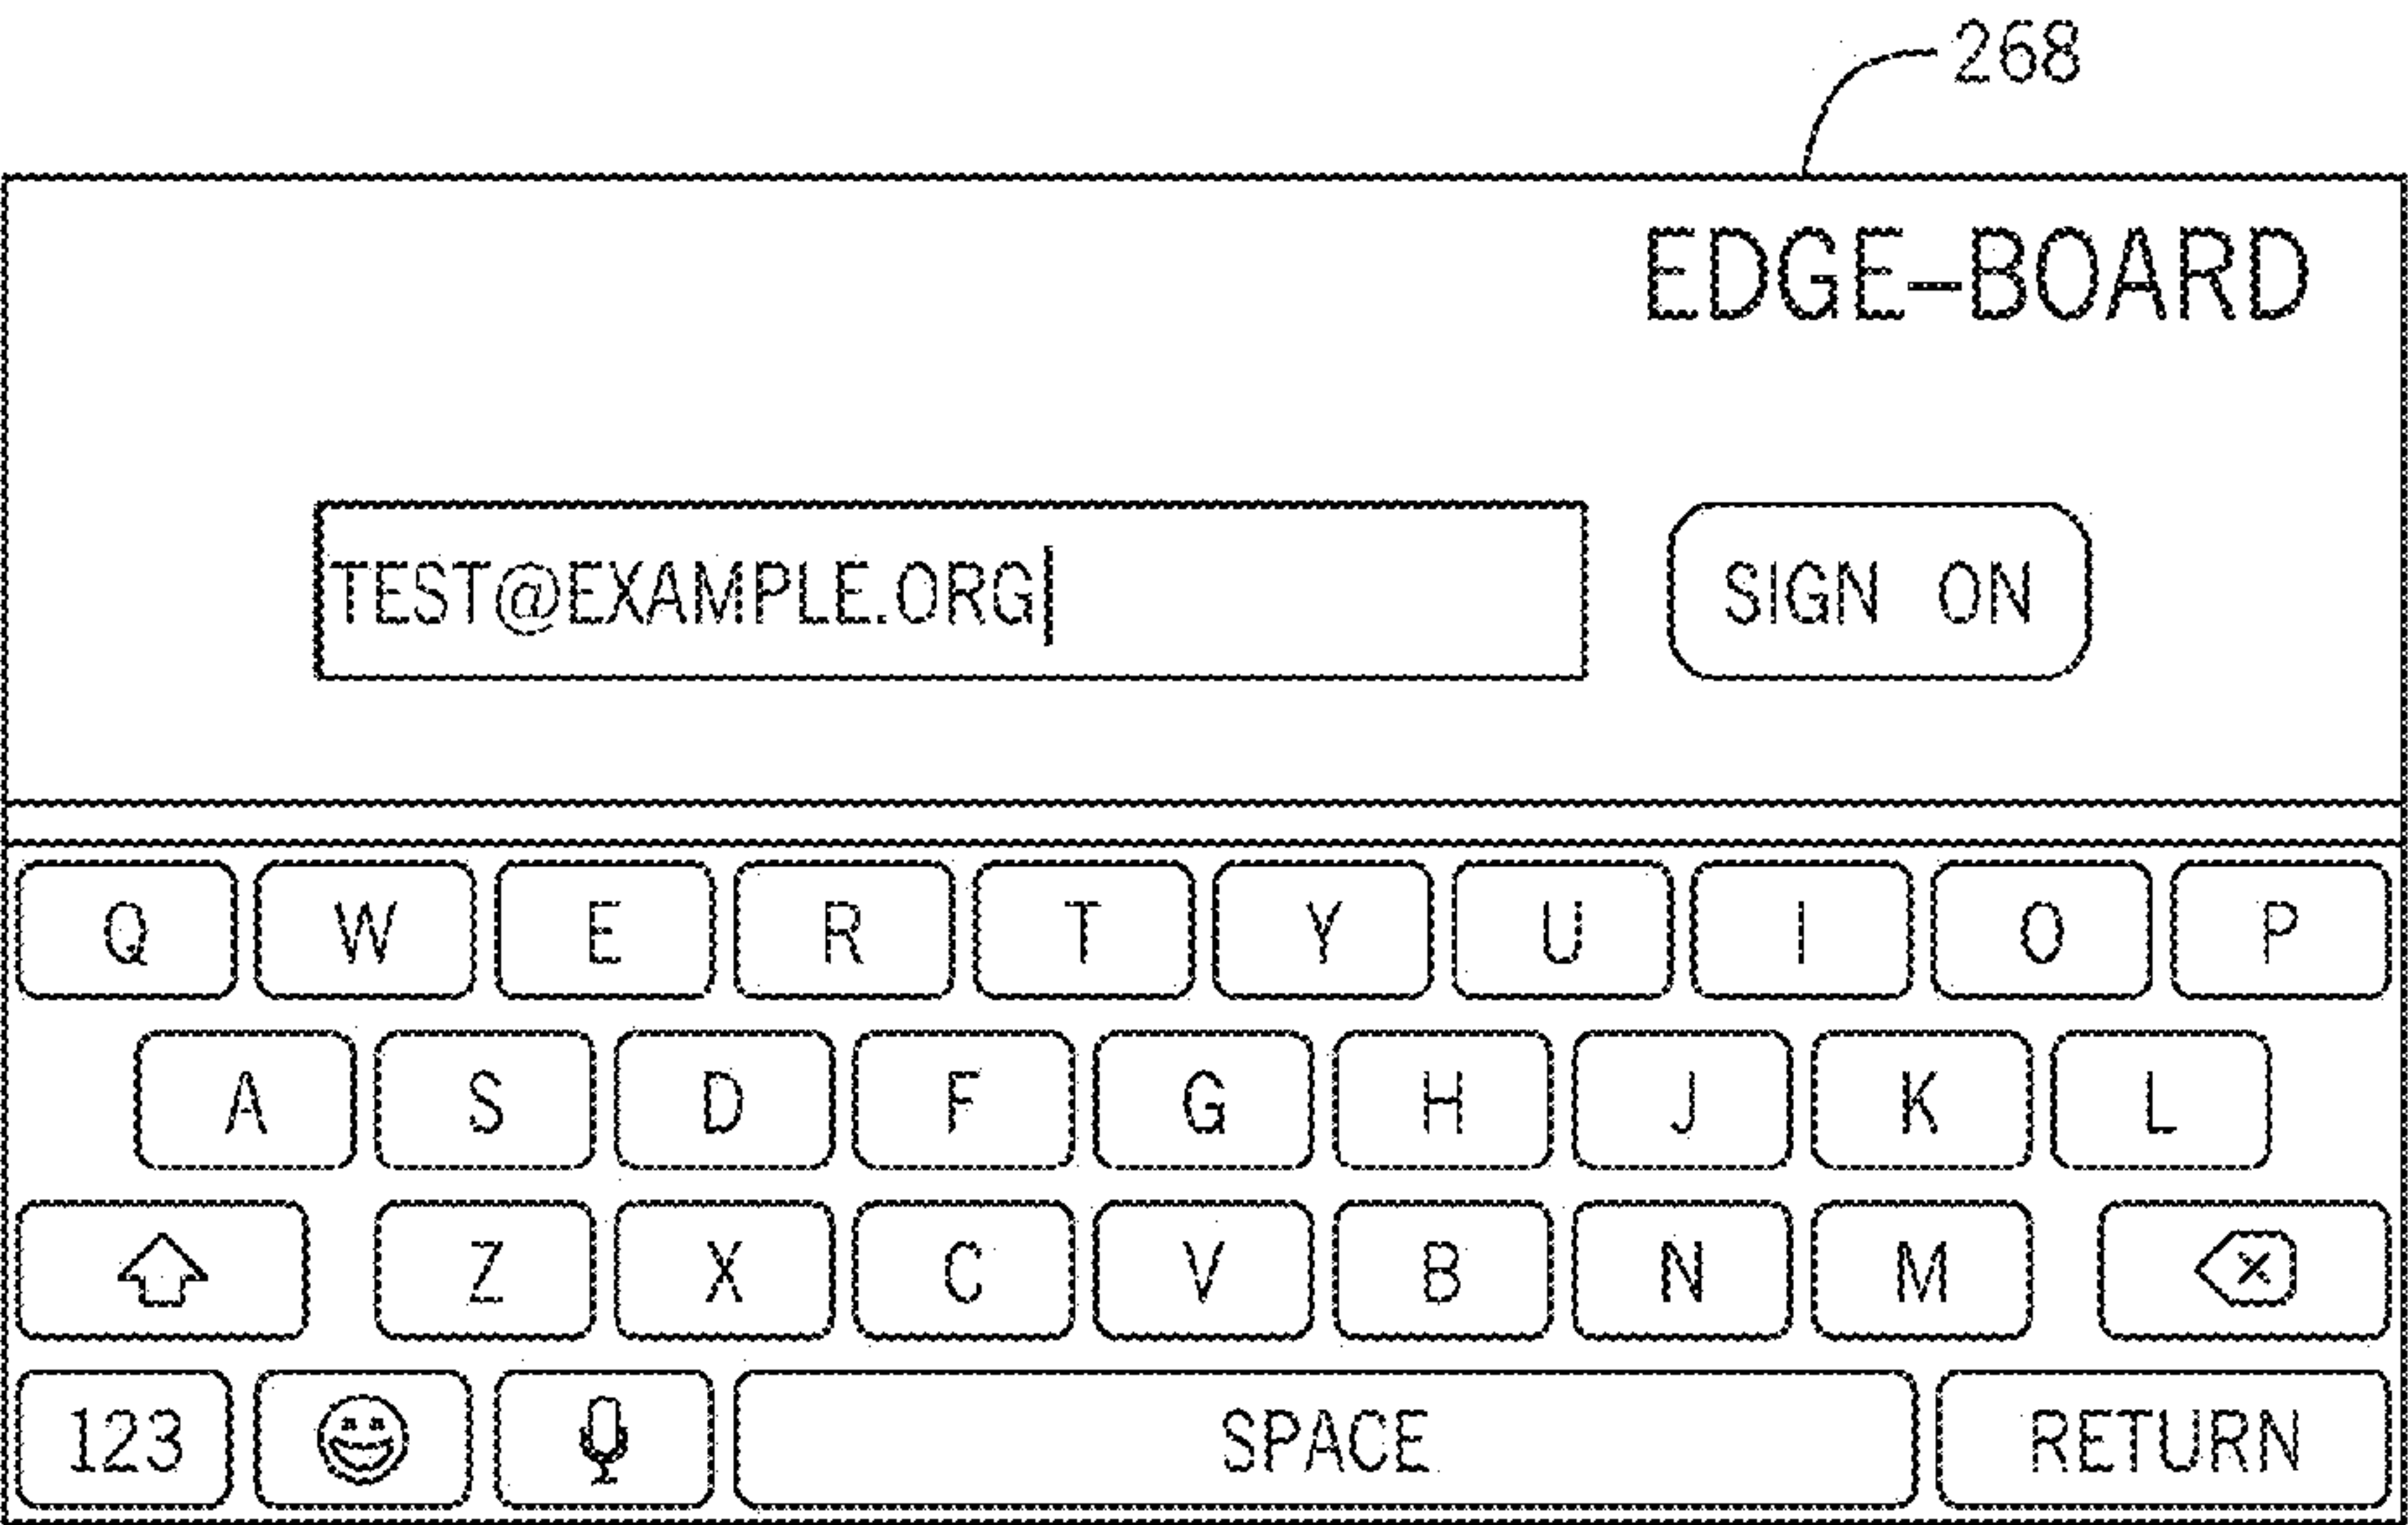 268
EDGE-BOARD
TEST@EXAMPLE.ORG SIGN ON
Q W E R T Y U I O P
A S D F G H J K L
Z X C V B N M
123 SPACE RETURN